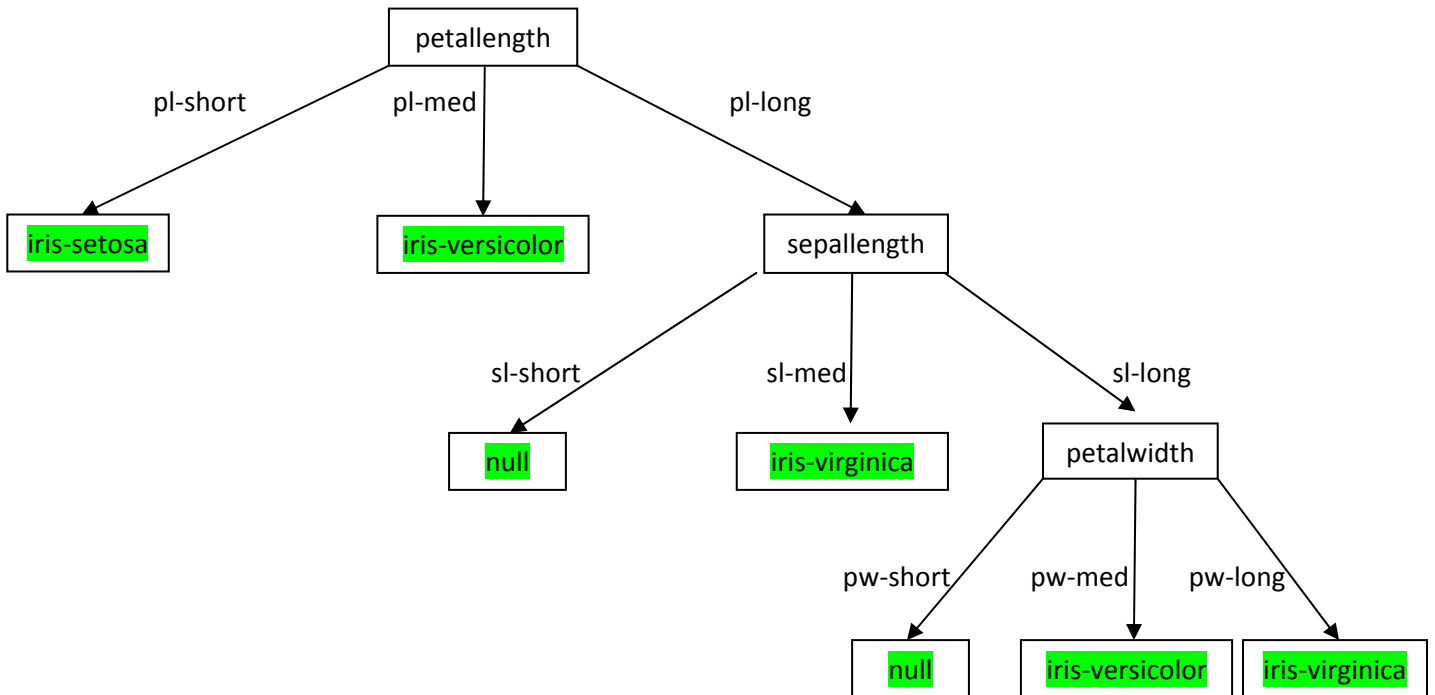 petallength
pl-short
pl-med
pl-long
iris-setosa
iris-versicolor
sepallength
sl-short
sl-med
sl-long
null
iris-virginica
petalwidth
pw-short
pw-med
pw-long
null
iris-versicolor
iris-virginica